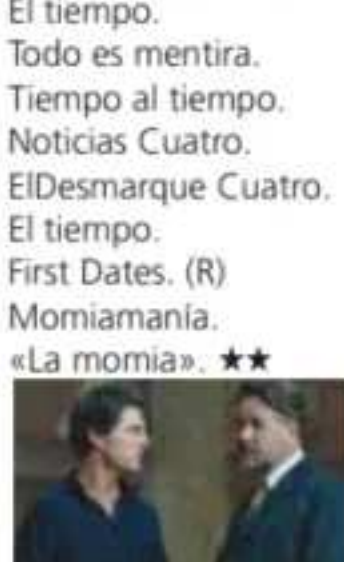 El tiempo.
Todo es mentira.
Tiempo al tiempo.
Noticias Cuatro.
ElDesmarque Cuatro.
El tiempo.
First Dates. (R)
Momiamanía.
«La momia». ★★